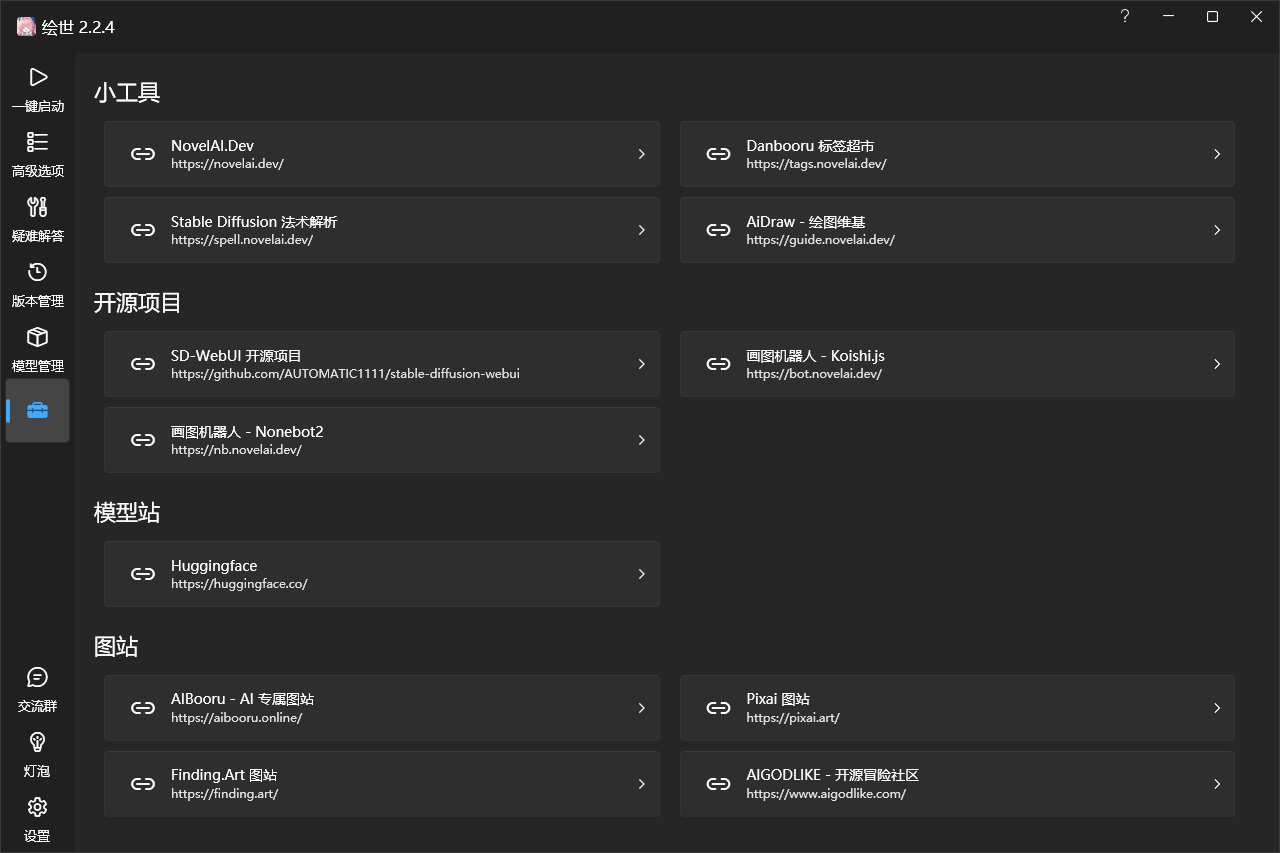 绘世 2.2.4
一键启动
高级选项
疑难解答
版本管理
模型管理
交流群
灯泡
设置
小工具
NovelAI.Dev
https://novelai.dev/
Danbooru 标签超市
https://tags.novelai.dev/
Stable Diffusion 法术解析
https://spell.novelai.dev/
AiDraw - 绘图维基
https://guide.novelai.dev/
开源项目
SD-WebUI 开源项目
https://github.com/AUTOMATIC1111/stable-diffusion-webui
画图机器人 - Koishi.js
https://bot.novelai.dev/
画图机器人 - Nonebot2
https://nb.novelai.dev/
模型站
Huggingface
https://huggingface.co/
图站
AIBooru - AI 专属图站
https://aibooru.online/
Pixai 图站
https://pixai.art/
Finding.Art 图站
https://finding.art/
AIGODLIKE - 开源冒险社区
https://www.aigodlike.com/